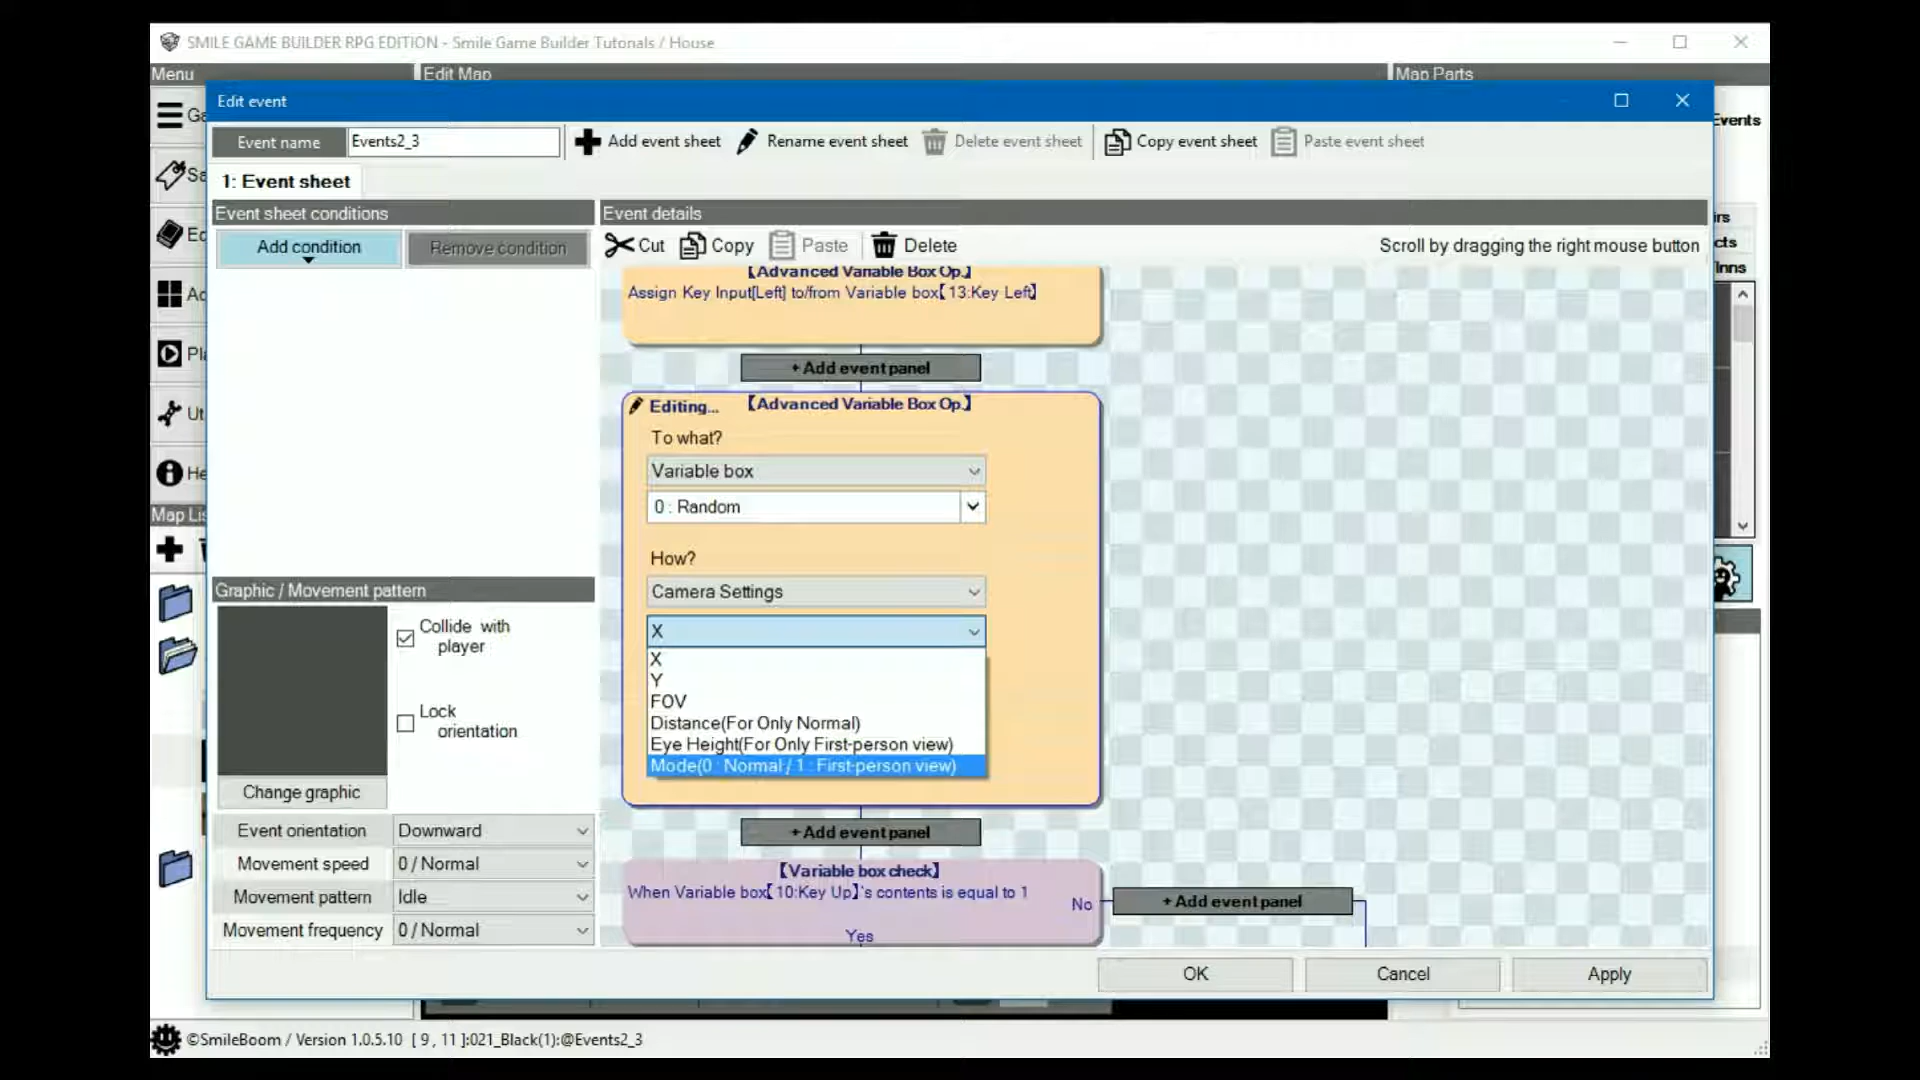 SMILE GAME BUILDER RPG EDITION - Smile Game Builder Tutorials / House
Menu
Edit Map
Map Parts
Edit event
Event name
Events2_3
Add event sheet
Rename event sheet
Delete event sheet
Copy event sheet
Paste event sheet
Events
1: Event sheet
Event sheet conditions
Event details
Add condition
Remove condition
Cut
Copy
Paste
Delete
Scroll by dragging the right mouse button
【Advanced Variable Box Op.】
Assign Key Input[Left] to/from Variable box【13:Key Left】
+ Add event panel
Editing...
【Advanced Variable Box Op.】
To what?
Variable box
0 : Random
How?
Camera Settings
X
X
Y
FOV
Distance(For Only Normal)
Eye Height(For Only First-person view)
Mode(0 : Normal / 1 : First-person view)
+ Add event panel
【Variable box check】
When Variable box【10:Key Up】's contents is equal to 1
No
+ Add event panel
Yes
Graphic / Movement pattern
Collide with
player
Lock
orientation
Change graphic
Event orientation
Downward
Movement speed
0 / Normal
Movement pattern
Idle
Movement frequency
0 / Normal
OK
Cancel
Apply
©SmileBoom / Version 1.0.5.10 [ 9 , 11 ]:021_Black(1):@Events2_3